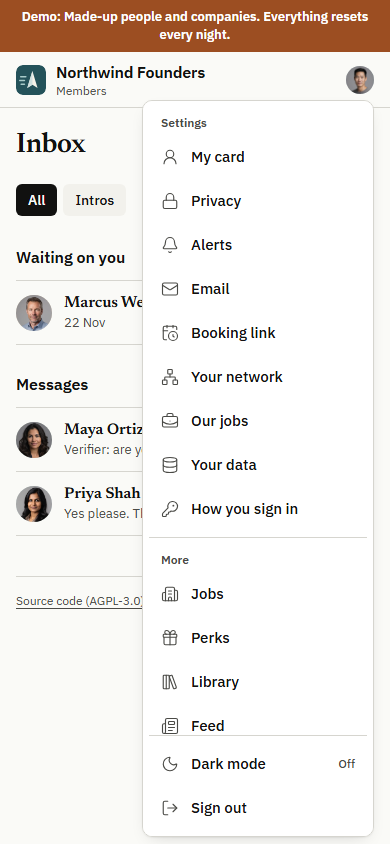 Demo: Made-up people and companies. Everything resets
every night.
Northwind Founders
Members
Inbox
All
Intros
Waiting on you
Marcus We
22 Nov
Messages
Maya Ortiz
Verifier: are y
Priya Shah
Yes please. Th
Source code (AGPL-3.0)
Settings
My card
Privacy
Alerts
Email
Booking link
Your network
Our jobs
Your data
How you sign in
More
Jobs
Perks
Library
Feed
Dark mode
Off
Sign out